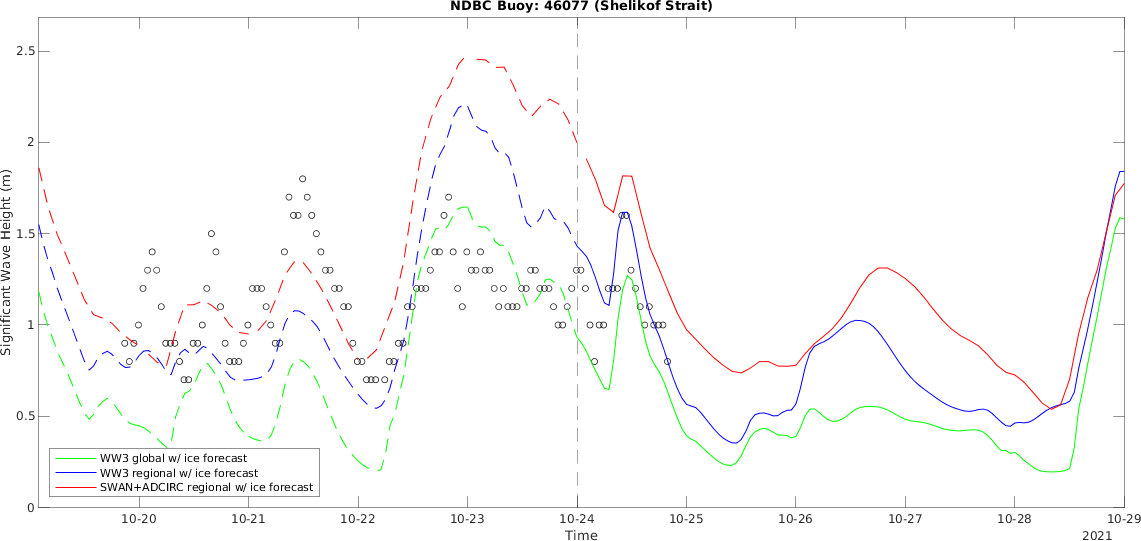 NDBC Buoy: 46077 (Shelikof Strait)
Significant Wave Height (m)
2.5
2
1.5
1
0.5
0
WW3 global w/ ice forecast
WW3 regional w/ ice forecast
SWAN+ADCIRC regional w/ ice forecast
10-20 10-21 10-22 10-23 10-24 10-25 10-26 10-27 10-28 10-29
Time 2021